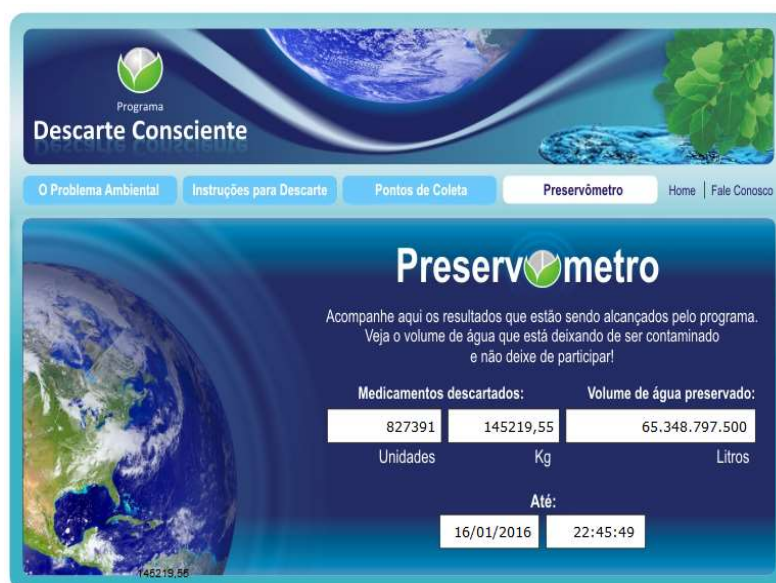 Programa
Descarte Consciente
O Problema Ambiental
Instruções para Descarte
Pontos de Coleta
Preservômetro
Home | Fale Conosco
Preservômetro
Acompanhe aqui os resultados que estão sendo alcançados pelo programa.
Veja o volume de água que está deixando de ser contaminado
e não deixe de participar!
Medicamentos descartados: Volume de água preservado:
827391 145219,55 65.348.797.500
Unidades Kg Litros
Até:
16/01/2016 22:45:49
145219,55